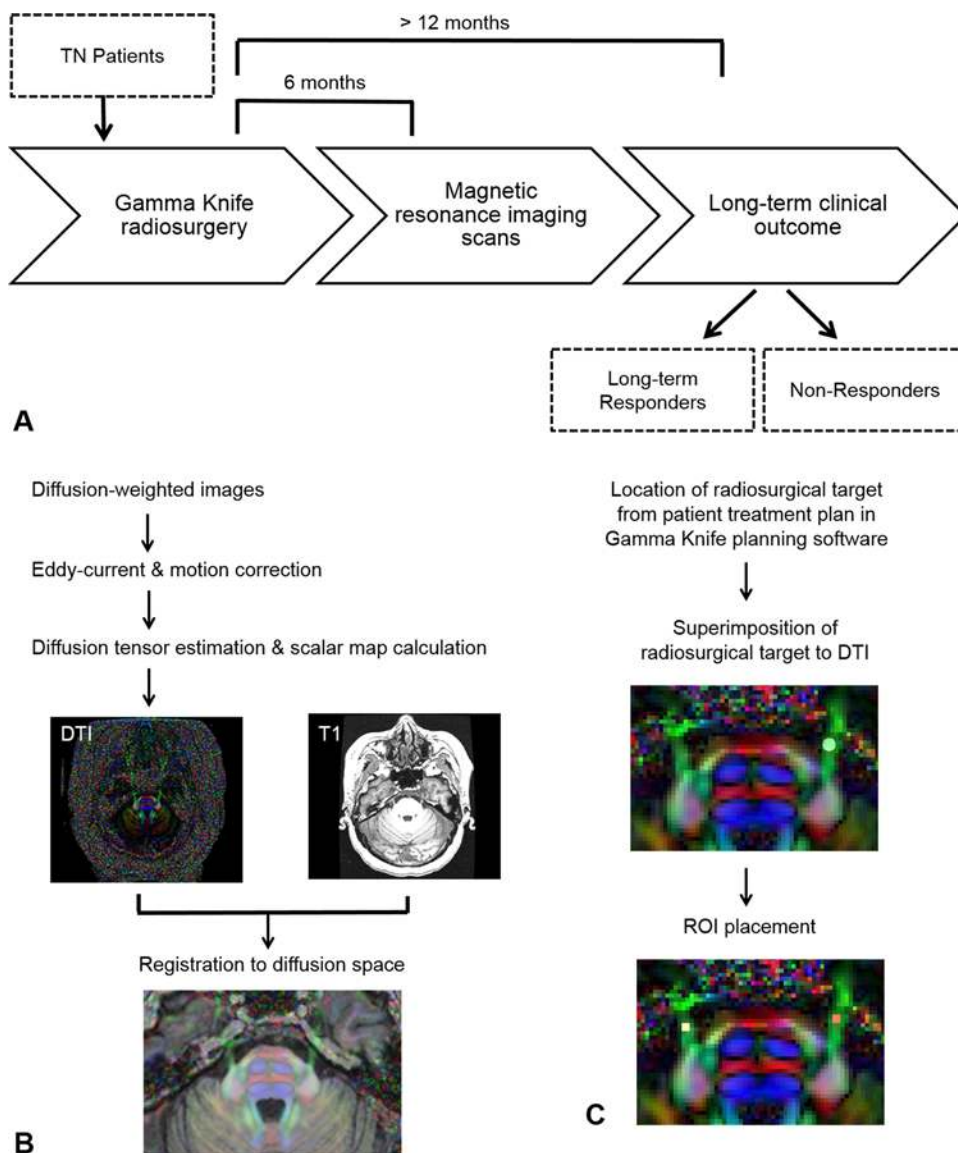 > 12 months
TN Patients
6 months
Gamma Knife
radiosurgery
Magnetic
resonance imaging
scans
Long-term clinical
outcome
Long-term
Responders
Non-Responders
A
Diffusion-weighted images
Eddy-current & motion correction
Diffusion tensor estimation & scalar map calculation
DTI
T1
Registration to diffusion space
B
Location of radiosurgical target
from patient treatment plan in
Gamma Knife planning software
Superimposition of
radiosurgical target to DTI
ROI placement
C